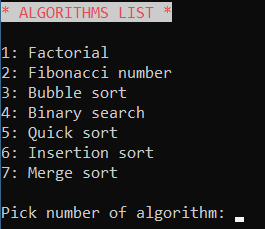 * ALGORITHMS LIST *
1: Factorial
2: Fibonacci number
3: Bubble sort
4: Binary search
5: Quick sort
6: Insertion sort
7: Merge sort
Pick number of algorithm: